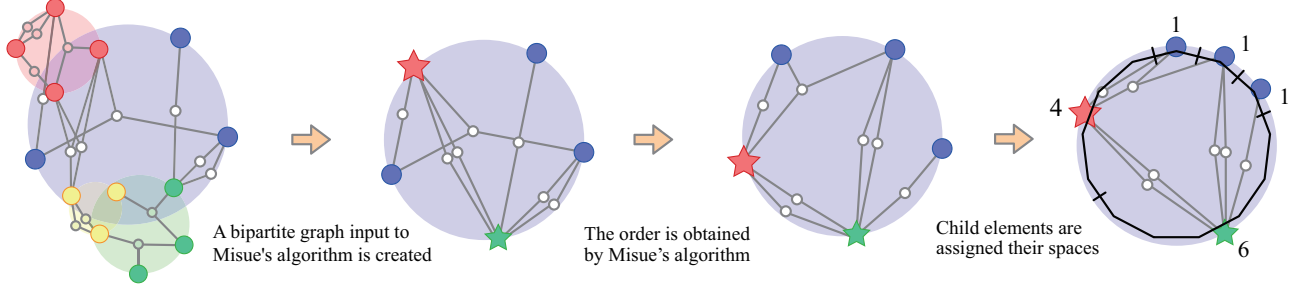 A bipartite graph input to
Misue's algorithm is created
The order is obtained
by Misue's algorithm
Child elements are
assigned their spaces
1
1
1
4
6